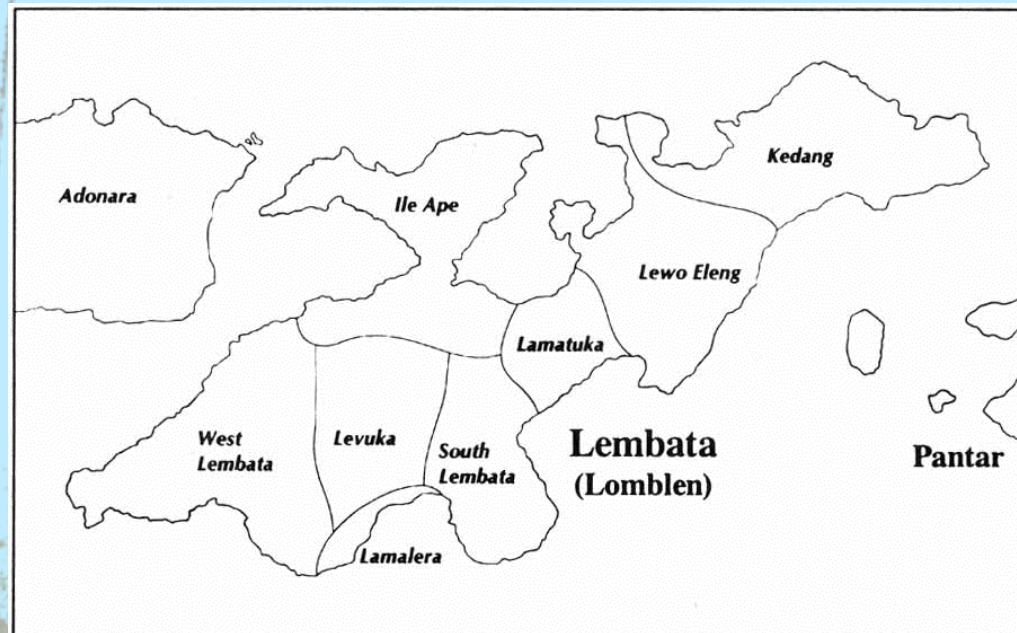 Kedang
Adonara
Ile Ape
Lewo Eleng
Lamatuka
West
Lembata
Levuka
South
Lembata
Lembata
(Lomblen)
Pantar
Lamalera